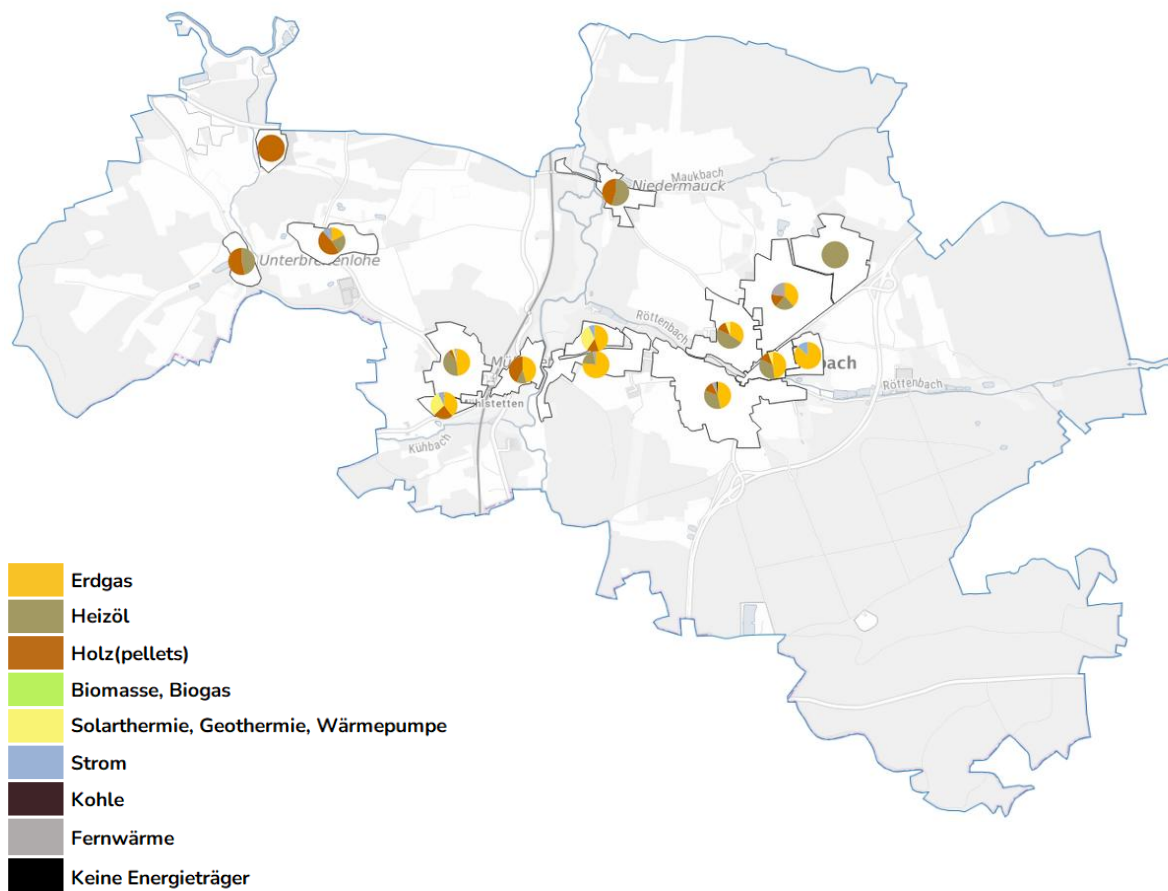 Maukbach
Niedermauck
Röttenbach
bach
Röttenbach
Kühbach
Erdgas
Heizöl
Holz(pellets)
Biomasse, Biogas
Solarthermie, Geothermie, Wärmepumpe
Strom
Kohle
Fernwärme
Keine Energieträger